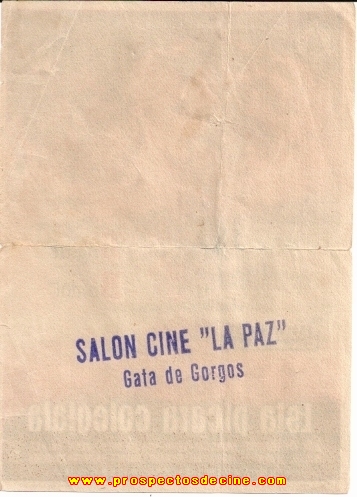 SALON CINE "LA PAZ"
Gata de Gorgos
www.prospectosdecine.com